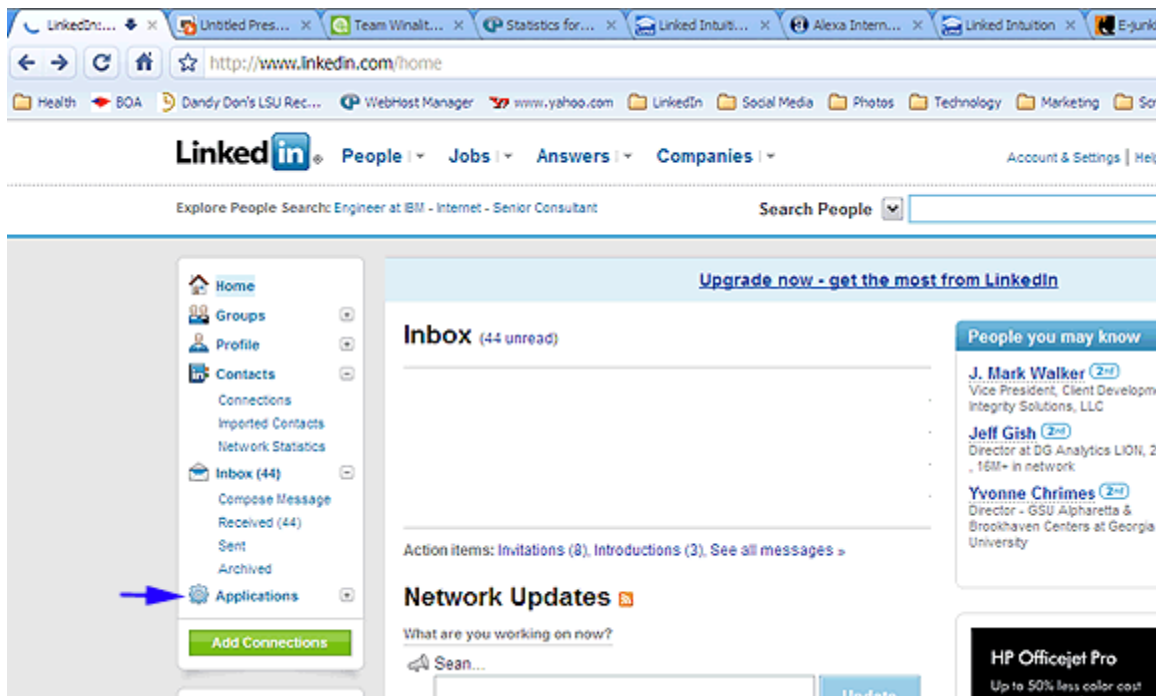 LinkedIn:...
Untitled Pres...
Team Winalit...
Statistics for...
Linked Intuiti...
Alexa Intern...
Linked Intuition
E-junki
http://www.linkedin.com/home
Health
BOA
Dandy Don's LSU Rec...
WebHost Manager
www.yahoo.com
LinkedIn
Social Media
Photos
Technology
Marketing
Linked in ®
People
Jobs
Answers
Companies
Account & Settings | Help
Explore People Search: Engineer at IBM - Internet - Senior Consultant
Search People
Home
Groups
Profile
Contacts
Connections
Imported Contacts
Network Statistics
Inbox (44)
Compose Message
Received (44)
Sent
Archived
Applications
Add Connections
Upgrade now - get the most from LinkedIn
Inbox (44 unread)
Action items: Invitations (8), Introductions (3), See all messages »
Network Updates
What are you working on now?
Sean...
Update
People you may know
J. Mark Walker 2nd
Vice President, Client Developme
Integrity Solutions, LLC
Jeff Gish 2nd
Director at DG Analytics LION, 2
, 16M+ in network
Yvonne Chrimes 2nd
Director - GSU Alpharetta &
Brookhaven Centers at Georgia
University
HP Officejet Pro
Up to 50% less color cost